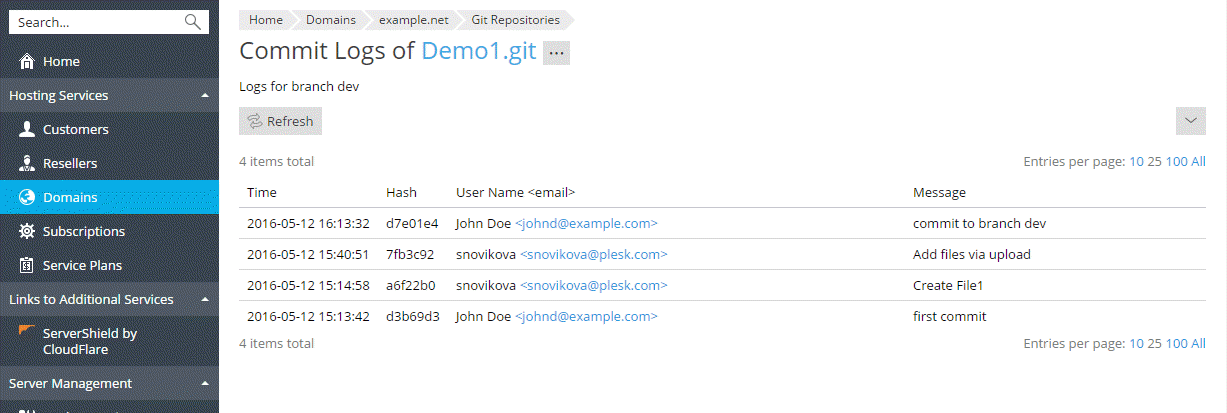 Search...
Home
Hosting Services
Customers
Resellers
Domains
Subscriptions
Service Plans
Links to Additional Services
ServerShield by
CloudFlare
Server Management
Home Domains example.net Git Repositories
Commit Logs of Demo1.git ...
Logs for branch dev
Refresh
4 items total Entries per page: 10 25 100 All
Time Hash User Name <email> Message
2016-05-12 16:13:32 d7e01e4 John Doe <johnd@example.com> commit to branch dev
2016-05-12 15:40:51 7fb3c92 snovikova <snovikova@plesk.com> Add files via upload
2016-05-12 15:14:58 a6f22b0 snovikova <snovikova@plesk.com> Create File1
2016-05-12 15:13:42 d3b69d3 John Doe <johnd@example.com> first commit
4 items total Entries per page: 10 25 100 All